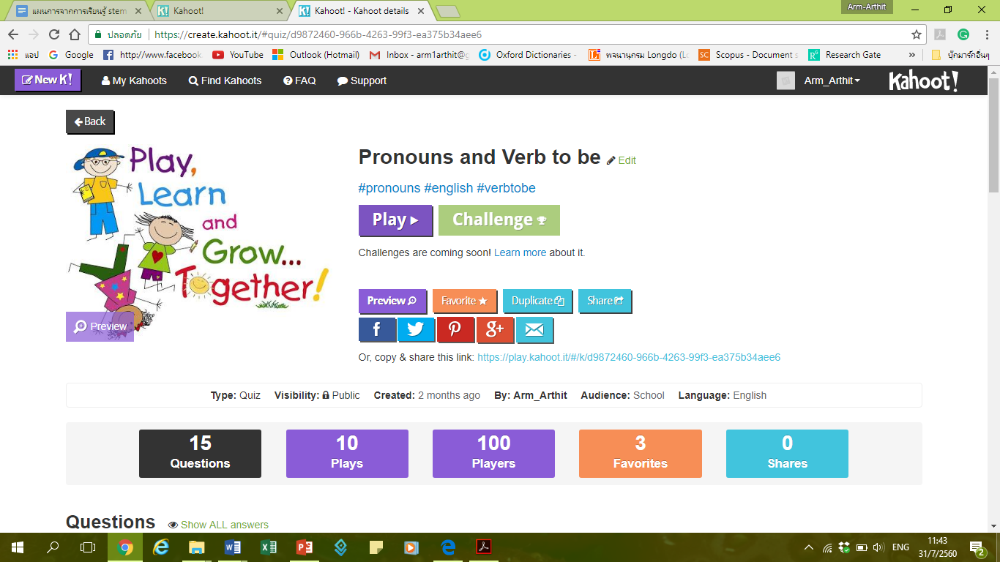 แผนการจากการเรียนรู้ stem
Kahoot!
Kahoot! - Kahoot details
Arm-Arthit
ปลอดภัย
https://create.kahoot.it/#quiz/d9872460-966b-4263-99f3-ea375b34aee6
แอป
Google
http://www.facebook
YouTube
Outlook (Hotmail)
Inbox - arm1arthit@g
Oxford Dictionaries -
พจนานุกรม Longdo (Lo
Scopus - Document s
Research Gate
»
บุ๊กมาร์กอื่นๆ
New K!
My Kahoots
Find Kahoots
FAQ
Support
Arm_Arthit
Kahoot!
Back
Play,
Learn
and
Grow...
Together!
Preview
Pronouns and Verb to be
Edit
#pronouns #english #verbtobe
Play
Challenge
Challenges are coming soon! Learn more about it.
Preview
Favorite
Duplicate
Share
Or, copy & share this link: https://play.kahoot.it/#/k/d9872460-966b-4263-99f3-ea375b34aee6
Type: Quiz Visibility: Public Created: 2 months ago By: Arm_Arthit Audience: School Language: English
15
Questions
10
Plays
100
Players
3
Favorites
0
Shares
Questions
Show ALL answers
ENG
11:43
31/7/2560
2